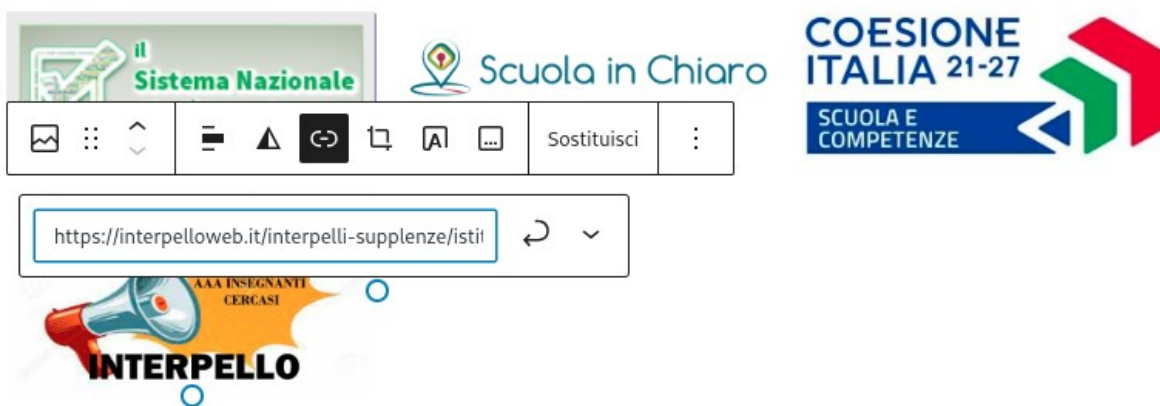 il
Sistema Nazionale
Scuola in Chiaro
COESIONE
ITALIA 21-27
SCUOLA E
COMPETENZE
A
Sostituisci
https://interpelloweb.it/interpelli-supplenze/istit
AAA INSEGNANTI
CERCASI
INTERPELLO